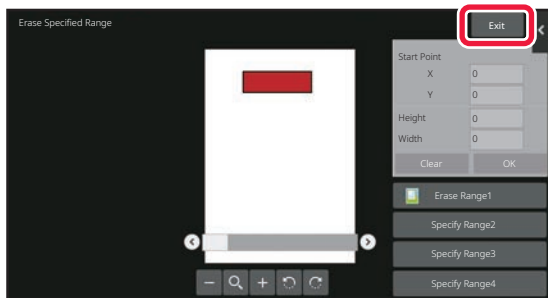 Erase Specified Range
Exit
Start Point
X 0
Y 0
Height 0
Width 0
Clear OK
Erase Range1
Specify Range2
Specify Range3
Specify Range4